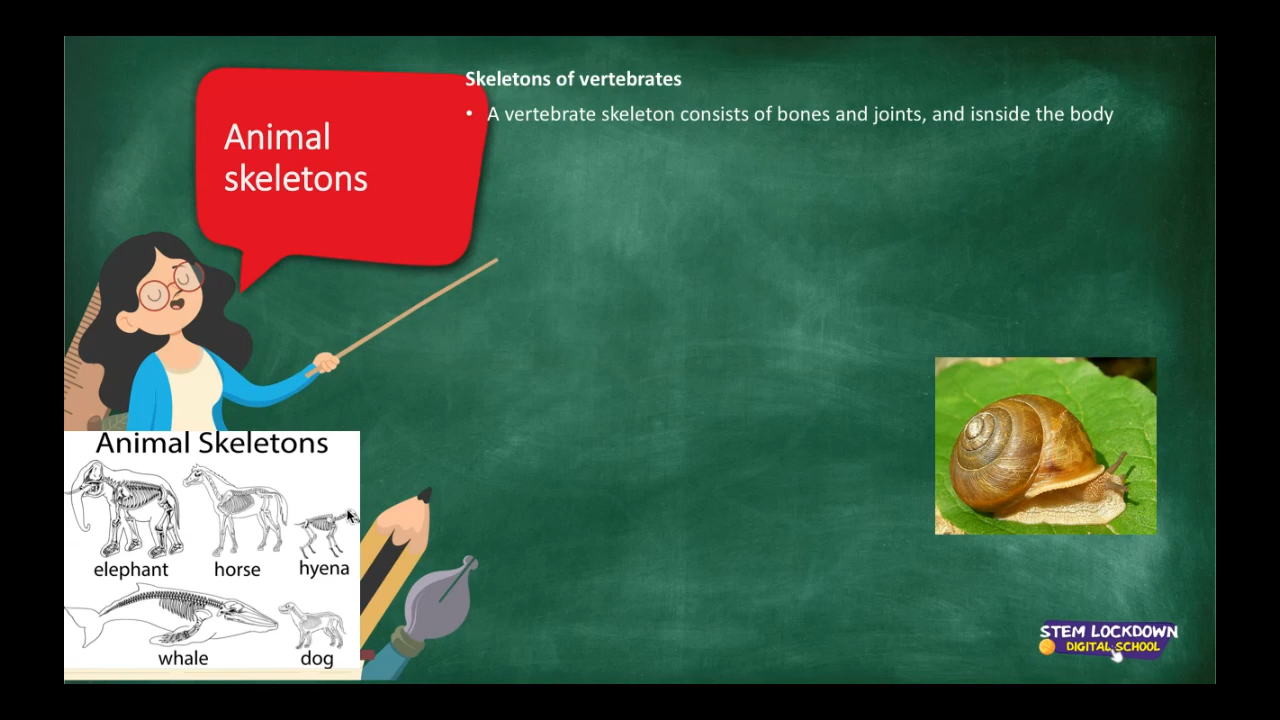 Skeletons of vertebrates
• A vertebrate skeleton consists of bones and joints, and isnside the body
Animal
skeletons
Animal Skeletons
elephant
horse
hyena
whale
dog
STEM LOCKDOWN
DIGITAL SCHOOL